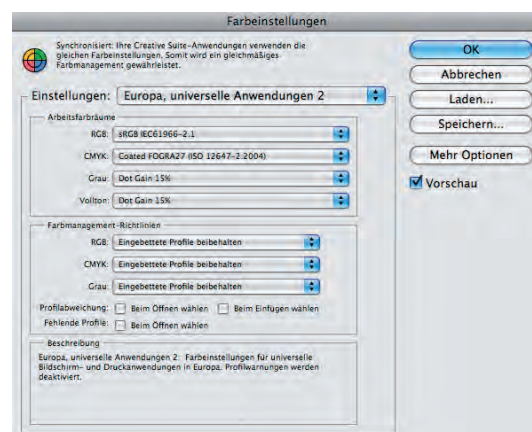 Farbeinstellungen
Synchronisiert: Ihre Creative Suite-Anwendungen verwenden die
gleichen Farbeinstellungen. Somit wird ein gleichmäßiges
Farbmanagement gewährleistet.
Einstellungen: Europa, universelle Anwendungen 2
Arbeitsfarbräume
RGB: sRGB IEC61966-2.1
CMYK: Coated FOGRA27 (ISO 12647-2:2004)
Grau: Dot Gain 15%
Vollton: Dot Gain 15%
Farbmanagement-Richtlinien
RGB: Eingebettete Profile beibehalten
CMYK: Eingebettete Profile beibehalten
Grau: Eingebettete Profile beibehalten
Profilabweichung: Beim Öffnen wählen Beim Einfügen wählen
Fehlende Profile: Beim Öffnen wählen
Beschreibung
Europa, universelle Anwendungen 2: Farbeinstellungen für universelle
Bildschirm- und Druckanwendungen in Europa. Profilwarnungen werden
deaktiviert.
OK
Abbrechen
Laden...
Speichern...
Mehr Optionen
Vorschau